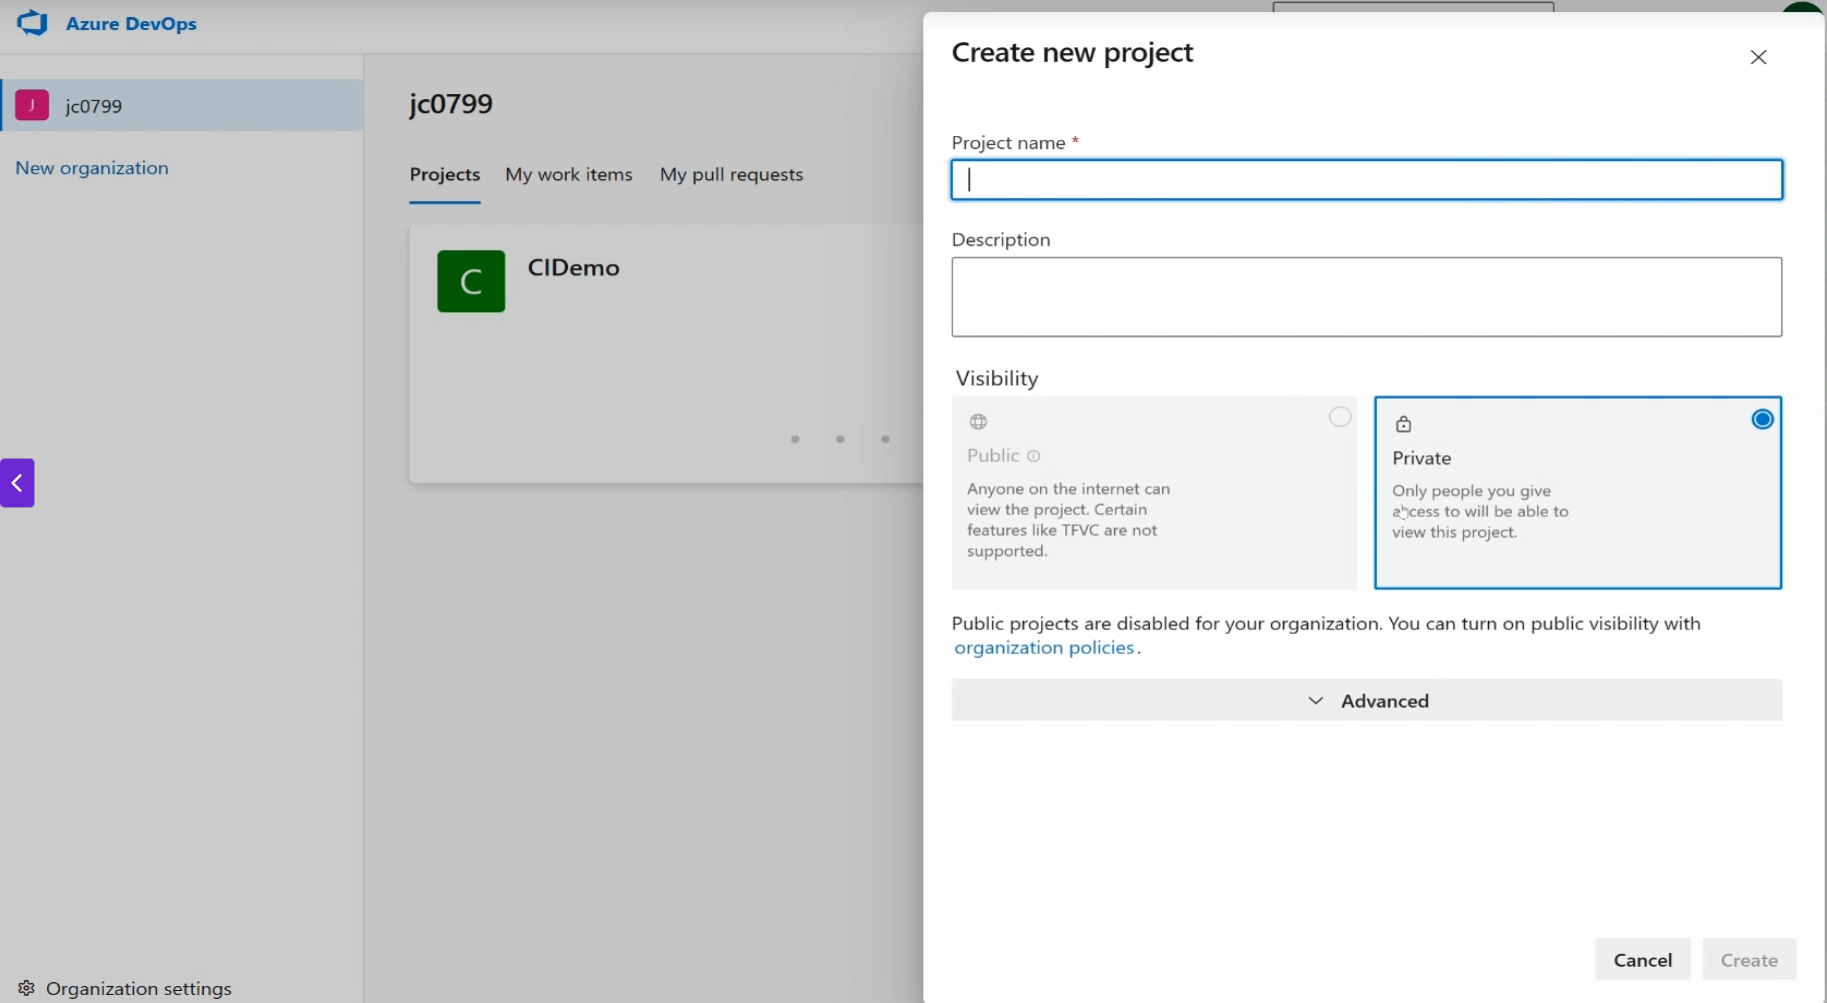 Azure DevOps
J
jc0799
New organization
Organization settings
jc0799
Projects My work items My pull requests
C
CIDemo
Create new project
Project name *
Description
Visibility
Public
Anyone on the internet can
view the project. Certain
features like TFVC are not
supported.
Private
Only people you give
access to will be able to
view this project.
Public projects are disabled for your organization. You can turn on public visibility with
organization policies.
Advanced
Cancel Create